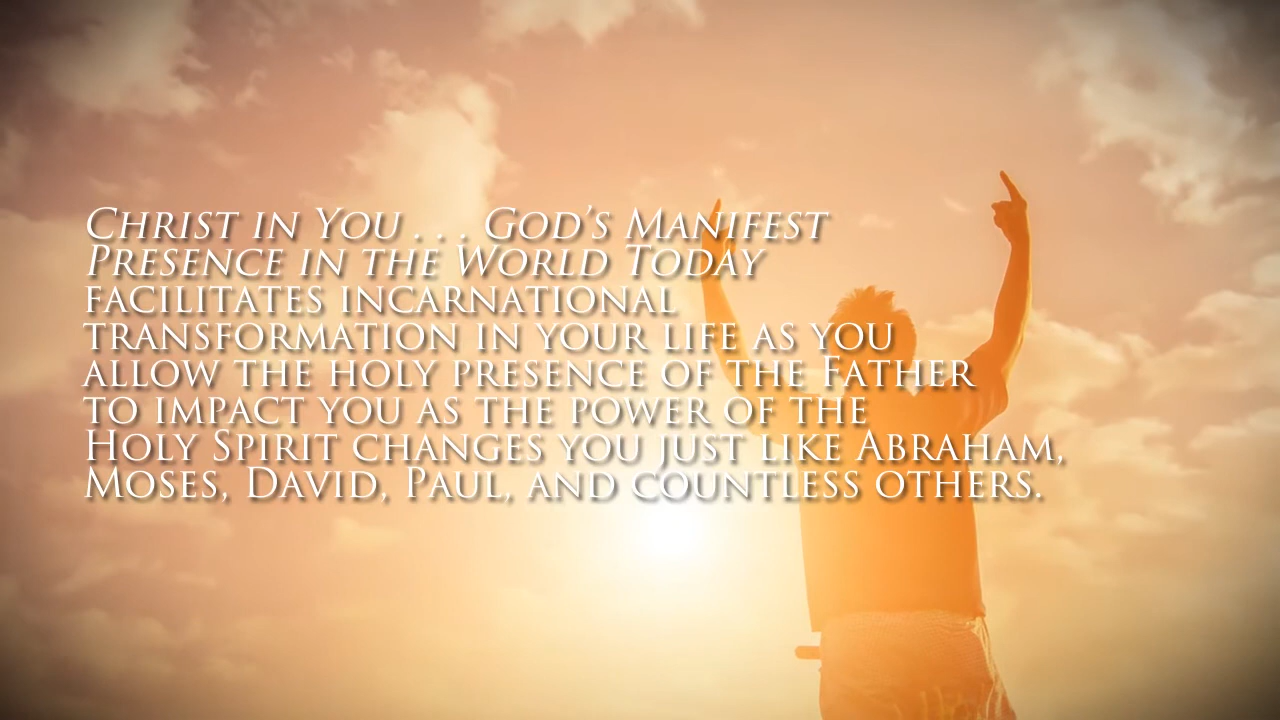 Christ in You . . . God’s Manifest
Presence in the World Today
facilitates incarnational
transformation in your life as you
allow the holy presence of the Father
to impact you as the power of the
Holy Spirit changes you just like Abraham,
Moses, David, Paul, and countless others.